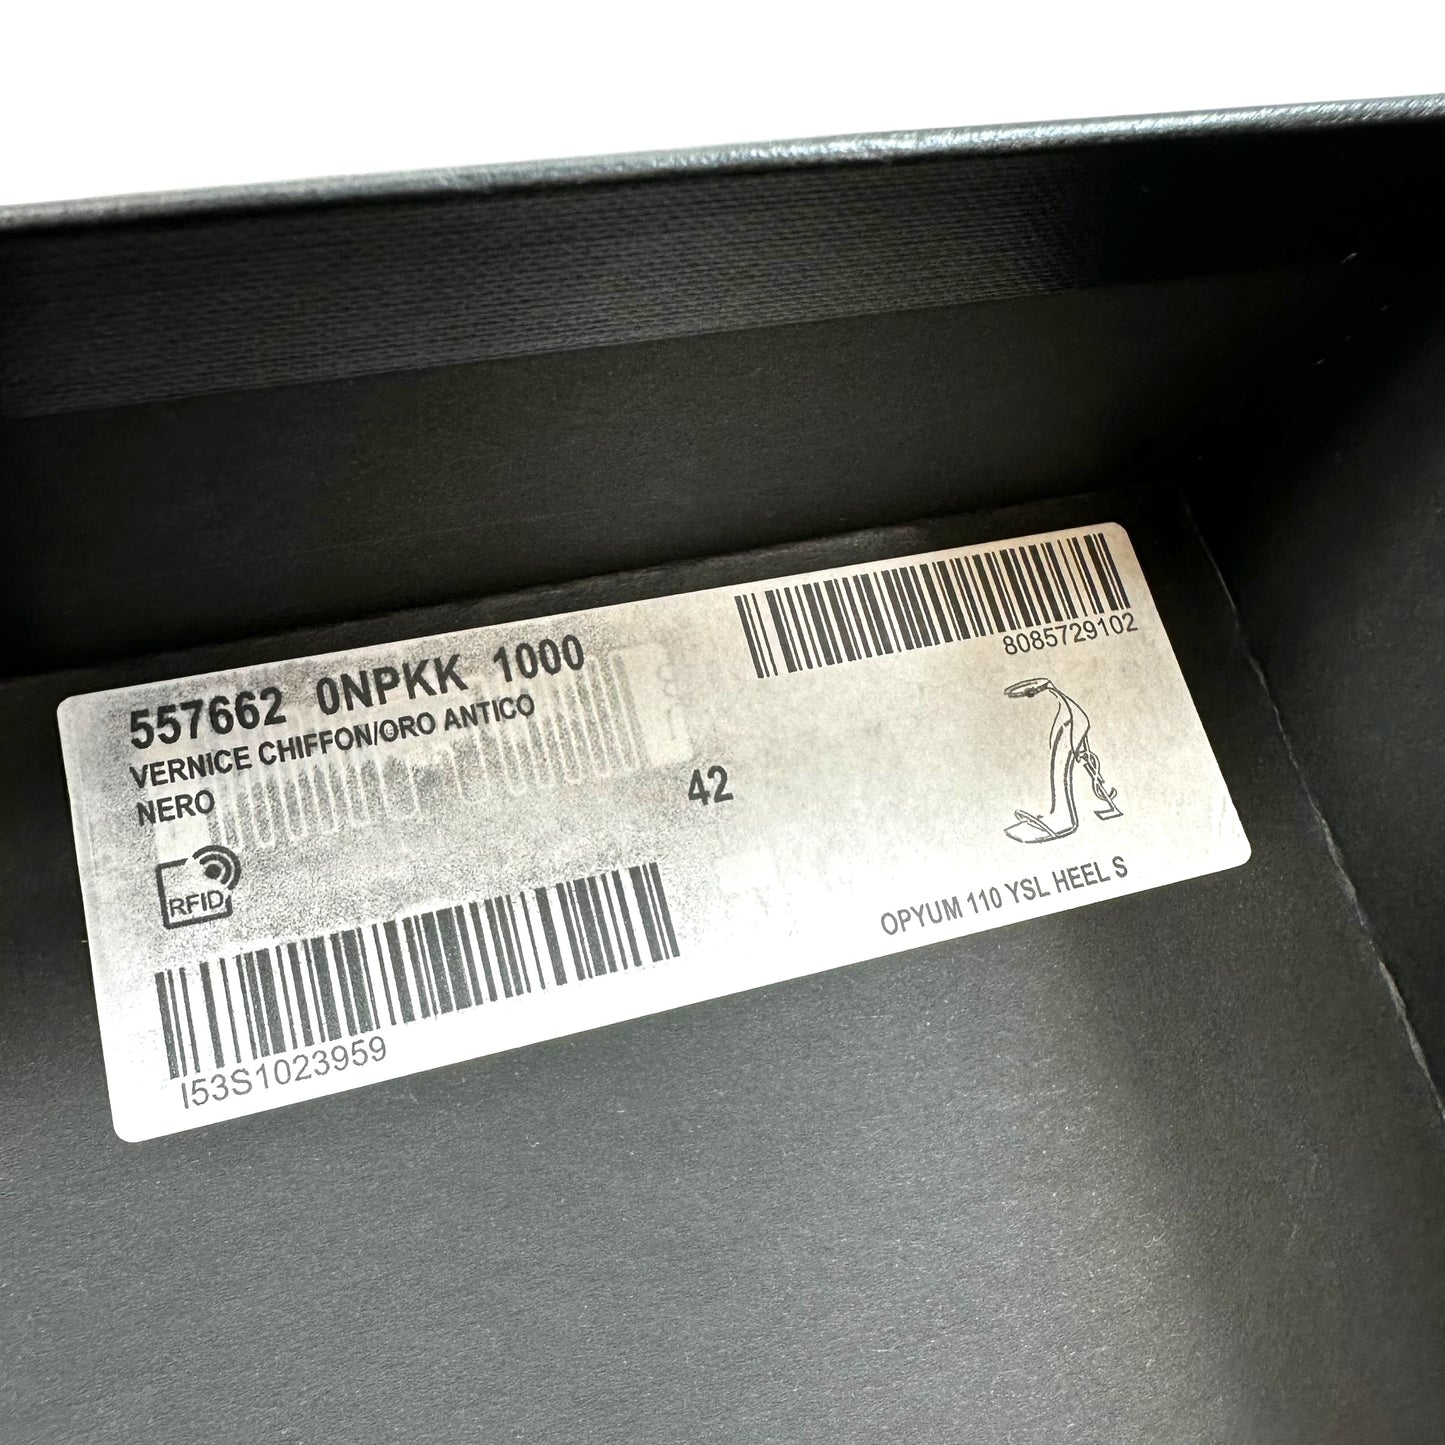 557662 0NPKK 1000
VERNICE CHIFFON/ORO ANTICO
NERO
RFID
I53S1023959
42
8085729102
OPYUM 110 YSL HEEL S